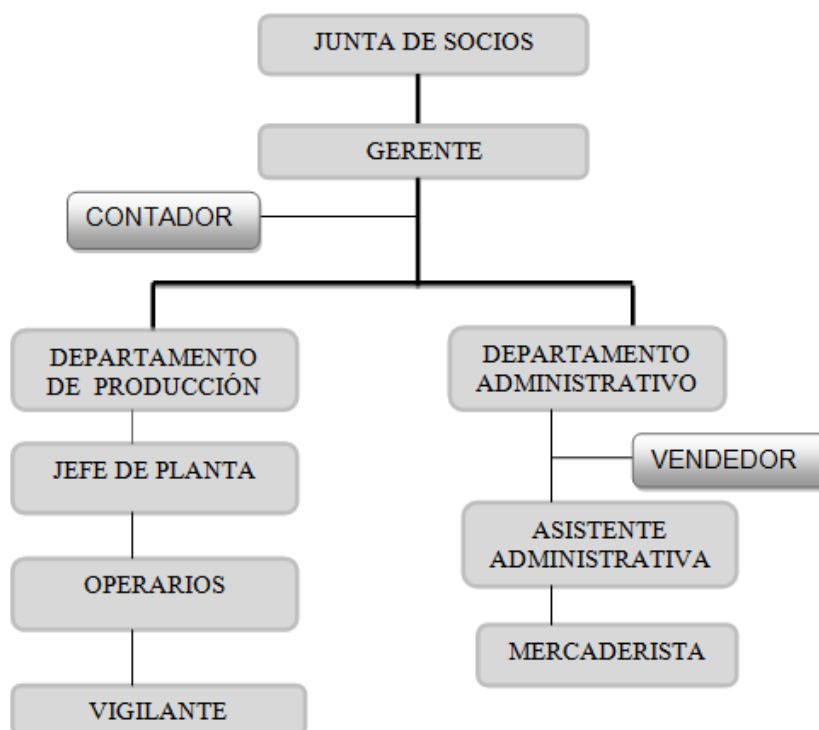 JUNTA DE SOCIOS
GERENTE
CONTADOR
DEPARTAMENTO
DE PRODUCCIÓN
DEPARTAMENTO
ADMINISTRATIVO
JEFE DE PLANTA
VENDEDOR
ASISTENTE
ADMINISTRATIVA
OPERARIOS
MERCADERISTA
VIGILANTE